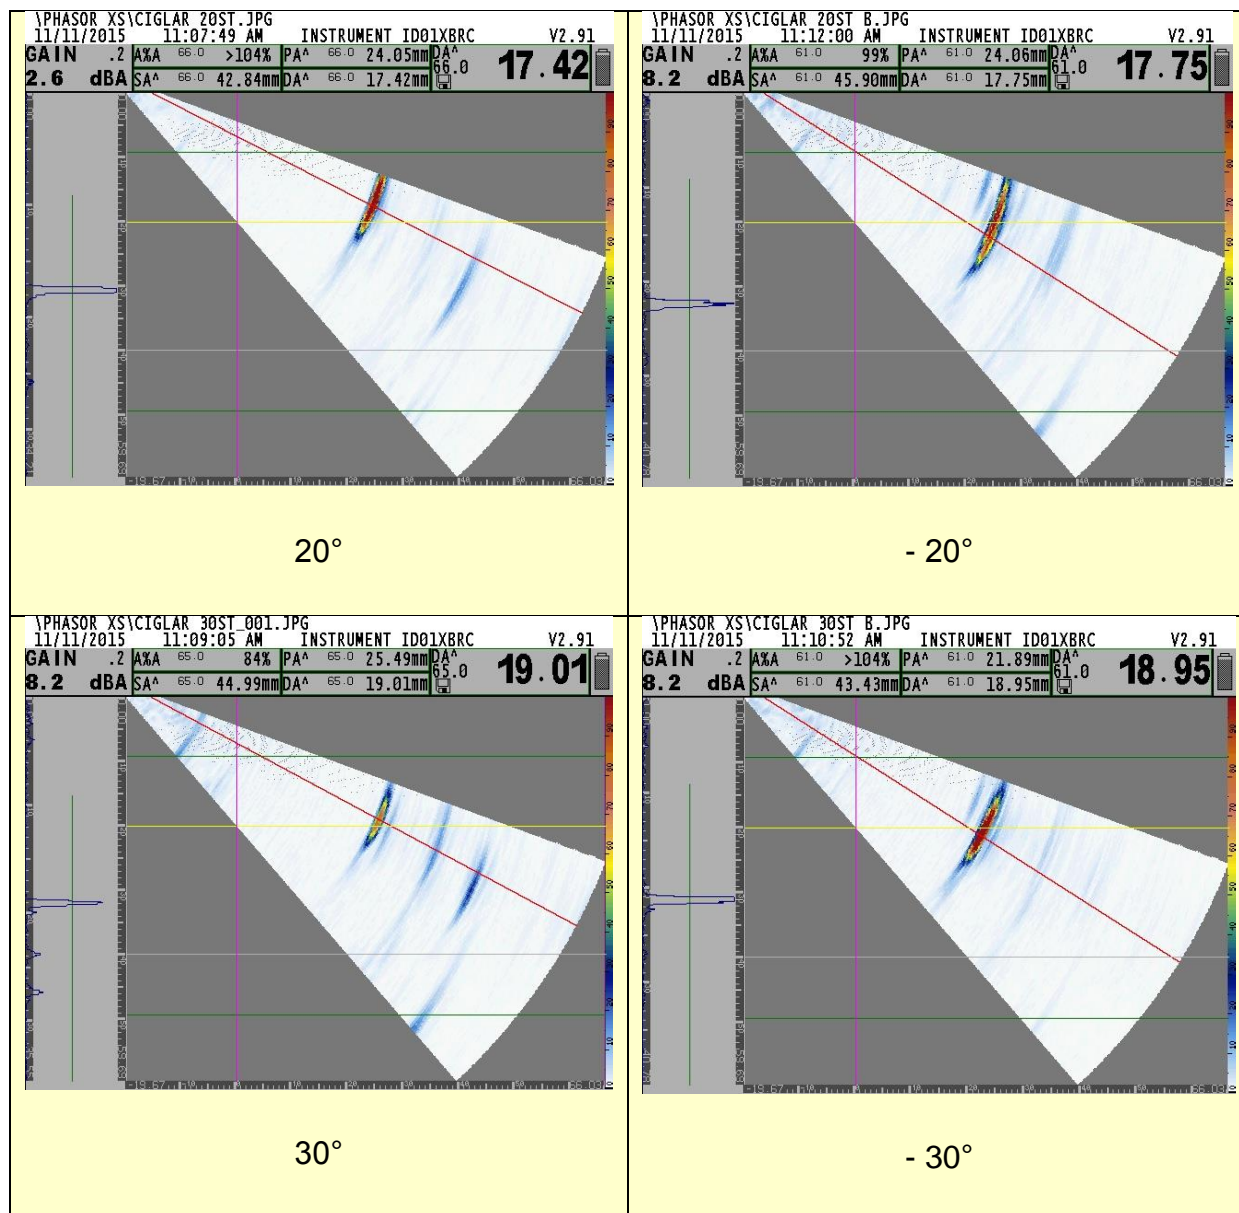 \PHASOR XS\CIGLAR 20ST.JPG
11/11/2015 11:07:49 AM INSTRUMENT ID01XBRC V2.91
GAIN .2 A%A 66.0 >104% PA^ 66.0 24.05mm DA^ 66.0 17.42
2.6 dBA SA^ 66.0 42.84mm DA^ 66.0 17.42mm
20°
\PHASOR XS\CIGLAR 20ST B.JPG
11/11/2015 11:12:00 AM INSTRUMENT ID01XBRC V2.91
GAIN .2 A%A 61.0 99% PA^ 61.0 24.06mm DA^ 61.0 17.75
8.2 dBA SA^ 61.0 45.90mm DA^ 61.0 17.75mm
- 20°
\PHASOR XS\CIGLAR 30ST_001.JPG
11/11/2015 11:09:05 AM INSTRUMENT ID01XBRC V2.91
GAIN .2 A%A 65.0 84% PA^ 65.0 25.49mm DA^ 65.0 19.01
8.2 dBA SA^ 65.0 44.99mm DA^ 65.0 19.01mm
30°
\PHASOR XS\CIGLAR 30ST B.JPG
11/11/2015 11:10:52 AM INSTRUMENT ID01XBRC V2.91
GAIN .2 A%A 61.0 >104% PA^ 61.0 21.89mm DA^ 61.0 18.95
8.2 dBA SA^ 61.0 43.43mm DA^ 61.0 18.95mm
- 30°